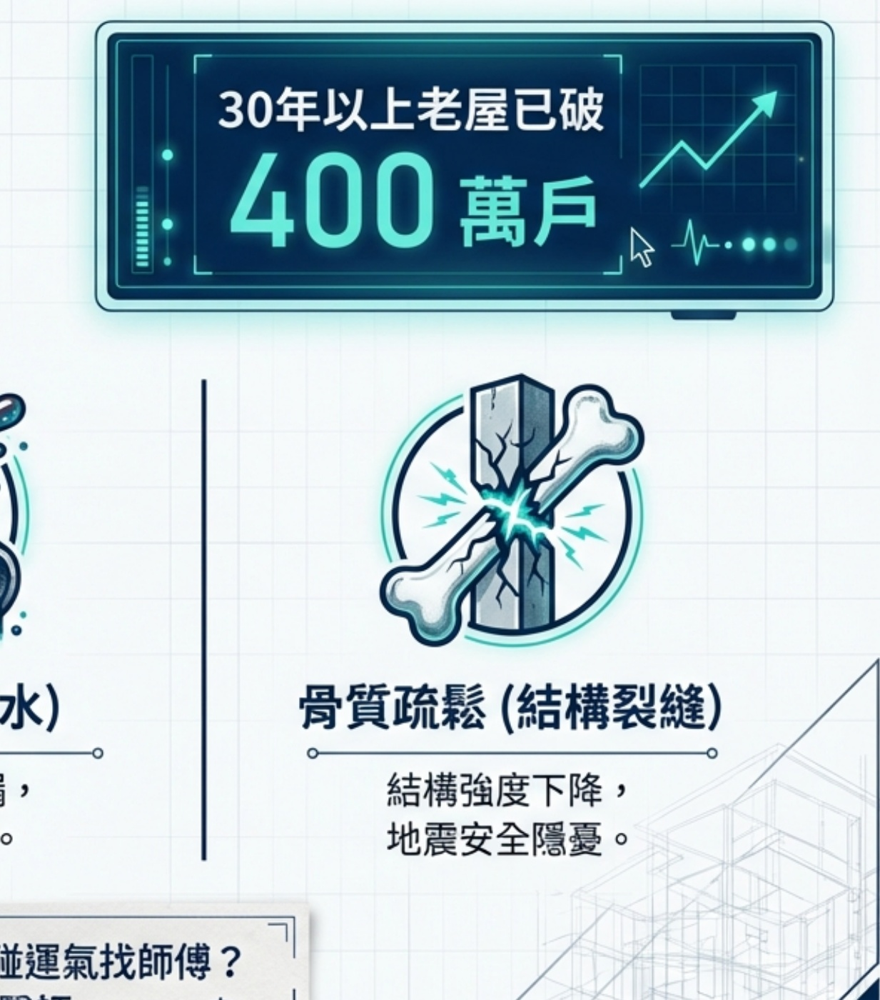 30年以上老屋已破
400 萬戶
水)
骨質疏鬆 (結構裂縫)
，
。
結構強度下降，
地震安全隱憂。
碰運氣找師傅？